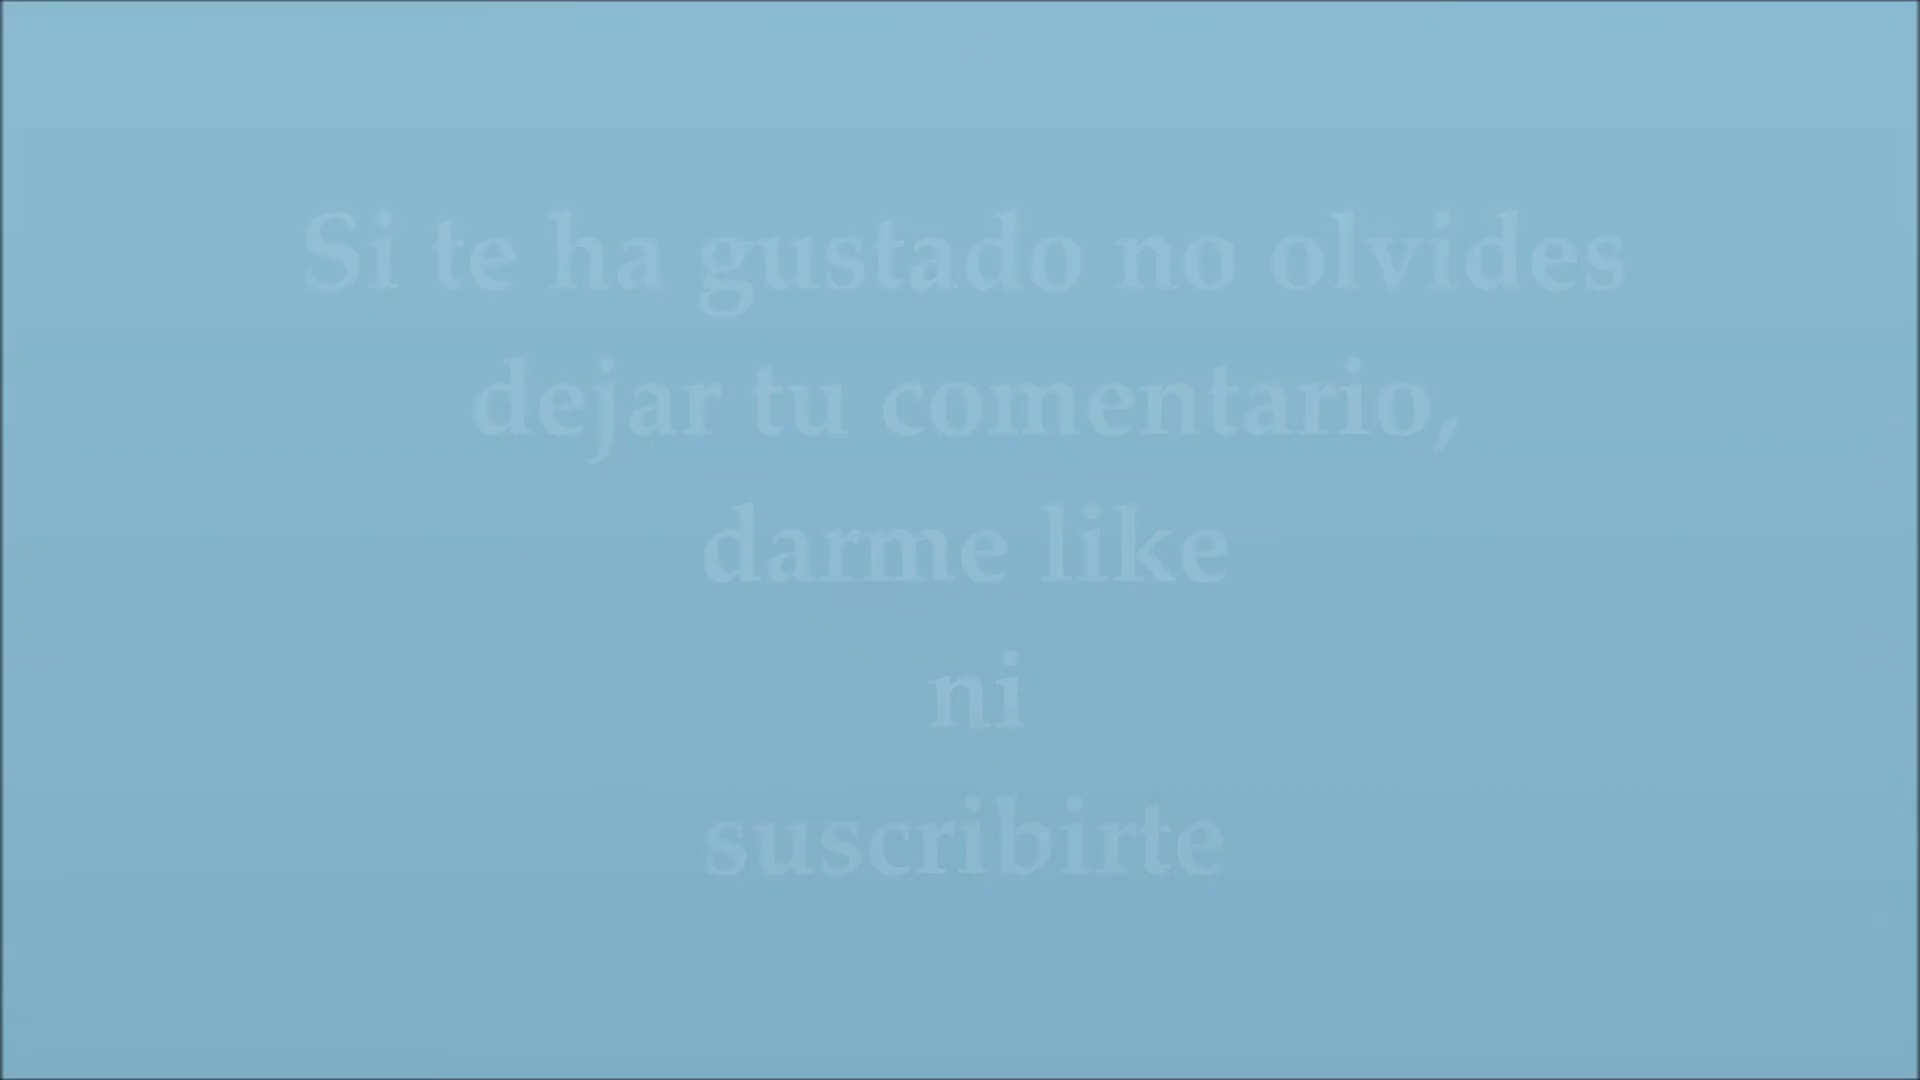 Si te ha gustado no olvides
dejar tu comentario,
darme like
ni
suscribirte